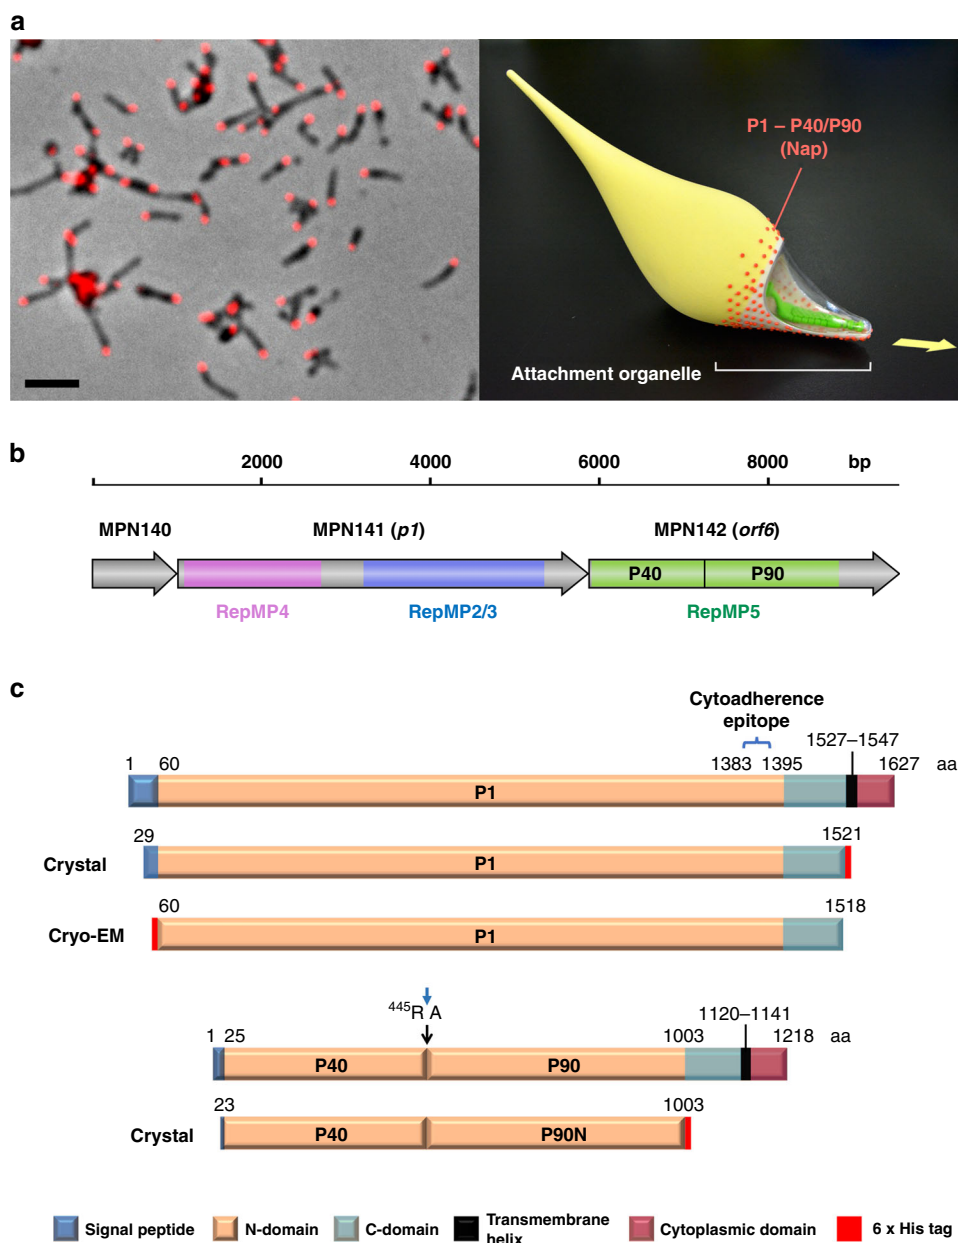 a
P1 – P40/P90
(Nap)
Attachment organelle
b
2000 4000 6000 8000 bp
MPN140 MPN141 (p1) MPN142 (orf6)
P40 P90
RepMP4 RepMP2/3 RepMP5
c
Cytoadherence
epitope
1527–1547
1 60 1383 1395 1627 aa
P1
29 1521
Crystal P1
60 1518
Cryo-EM P1
445R A 1120–1141
1 25 1003 1218 aa
P40 P90
23 1003
Crystal P40 P90N
Signal peptide N-domain C-domain Transmembrane helix Cytoplasmic domain 6 x His tag